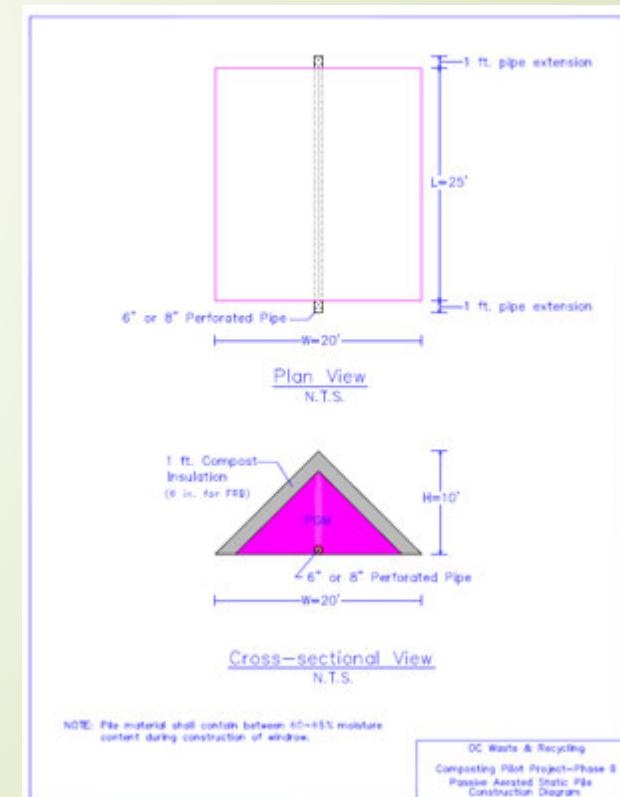 1 ft. pipe extension
L=25'
1 ft. pipe extension
6" or 8" Perforated Pipe
W=20'
Plan View
N.T.S.
1 ft. Compost
Insulation
(6 in. for FRB)
H=10'
PGM
6" or 8" Perforated Pipe
W=20'
Cross-sectional View
N.T.S.
NOTE: Pile material shall contain between 60-65% moisture
content during construction of windrow.
OC Waste & Recycling
Composting Pilot Project-Phase II
Passive Aerated Static Pile
Construction Diagram